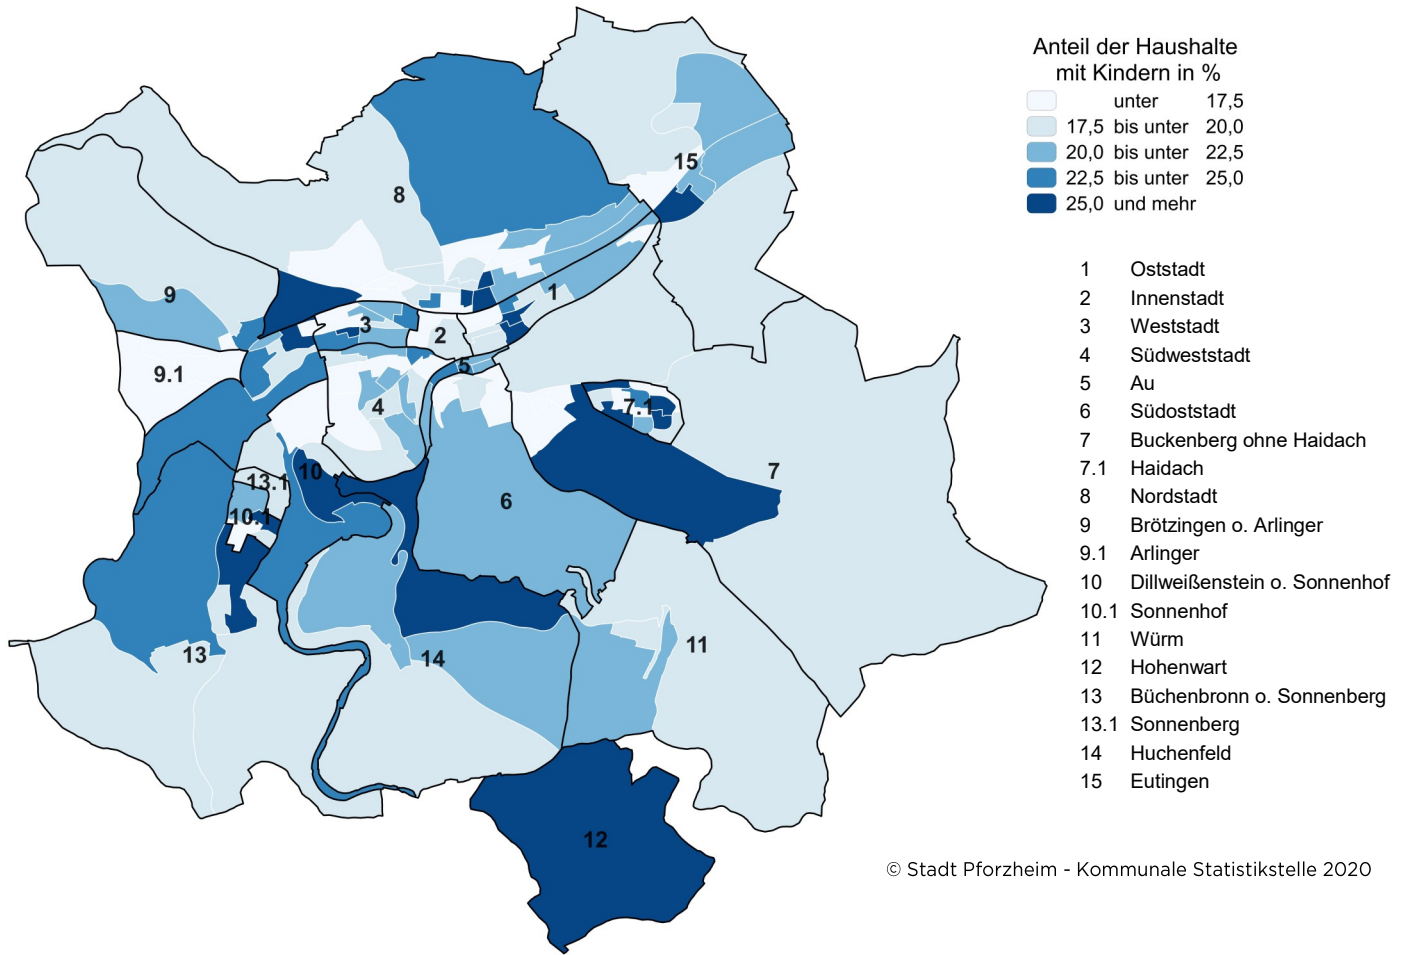 Anteil der Haushalte
mit Kindern in %
unter 17,5
17,5 bis unter 20,0
20,0 bis unter 22,5
22,5 bis unter 25,0
25,0 und mehr
1 Oststadt
2 Innenstadt
3 Weststadt
4 Südweststadt
5 Au
6 Südoststadt
7 Buckenberg ohne Haidach
7.1 Haidach
8 Nordstadt
9 Brötzingen o. Arlinger
9.1 Arlinger
10 Dillweißenstein o. Sonnenhof
10.1 Sonnenhof
11 Würm
12 Hohenwart
13 Büchenbronn o. Sonnenberg
13.1 Sonnenberg
14 Huchenfeld
15 Eutingen
15
8
9
1
3
2
5
9.1
4
7.1
10
7
13.1
6
10.1
11
13
14
12
© Stadt Pforzheim - Kommunale Statistikstelle 2020